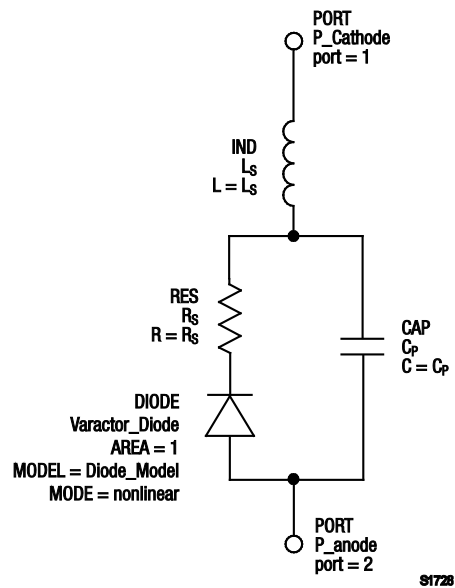 PORT
P_Cathode
port = 1
IND
LS
L = LS
RES
RS
R = RS
CAP
CP
C = CP
DIODE
Varactor_Diode
AREA = 1
MODEL = Diode_Model
MODE = nonlinear
PORT
P_anode
port = 2
S1728